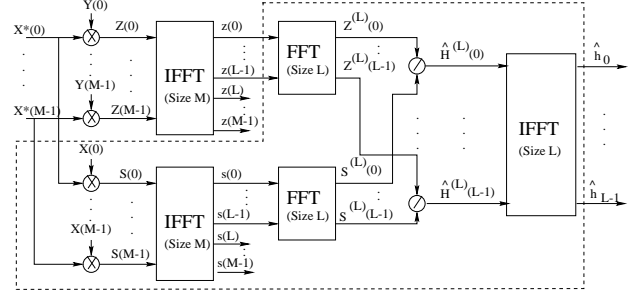 Y(0)
X*(0)
Z(0)
z(0)
Z^(L)(0)
Y(M-1)
IFFT
(Size M)
z(L-1)
FFT
(Size L)
Z^(L)(L-1)
Ĥ^(L)(0)
ĥ_0
z(L)
X*(M-1)
Z(M-1)
z(M-1)
IFFT
(Size L)
X(0)
S(0)
s(0)
S^(L)(0)
X(M-1)
IFFT
(Size M)
s(L-1)
FFT
(Size L)
S^(L)(L-1)
Ĥ^(L)(L-1)
ĥ_L-1
s(L)
S(M-1)
s(M-1)